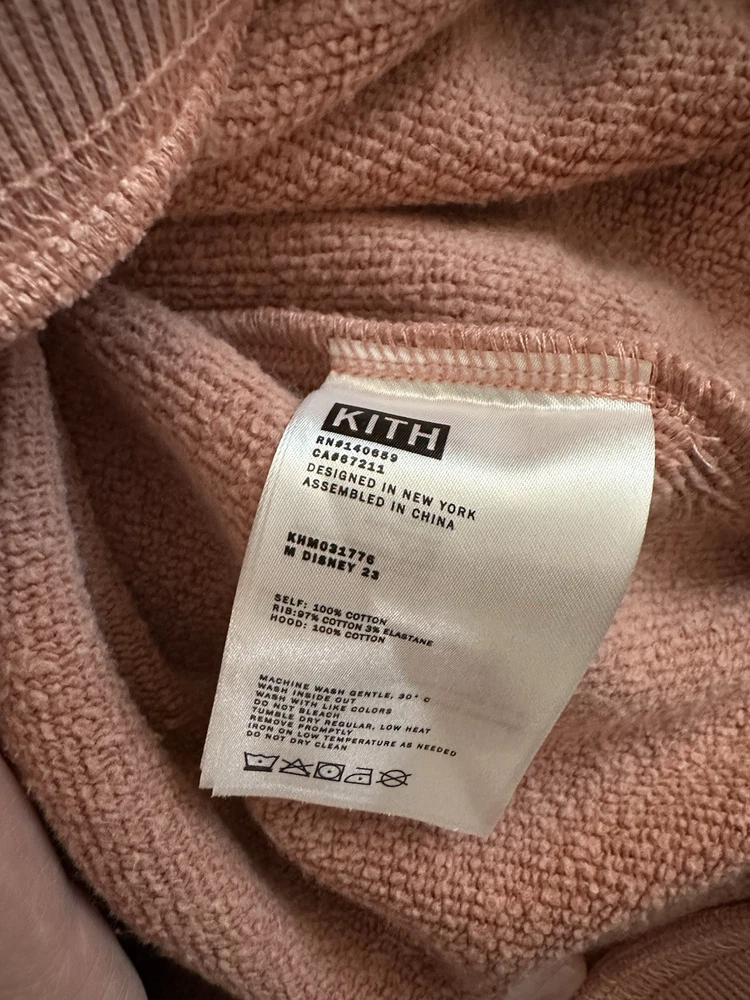 KITH
RN#140659
CA#67211
DESIGNED IN NEW YORK
ASSEMBLED IN CHINA
KHM031776
M DISNEY 23
SELF: 100% COTTON
RIB:97% COTTON 3% ELASTANE
HOOD: 100% COTTON
MACHINE WASH GENTLE, 30° C
WASH INSIDE OUT
WASH WITH LIKE COLORS
DO NOT BLEACH
TUMBLE DRY REGULAR, LOW HEAT
REMOVE PROMPTLY
IRON ON LOW TEMPERATURE AS NEEDED
DO NOT DRY CLEAN